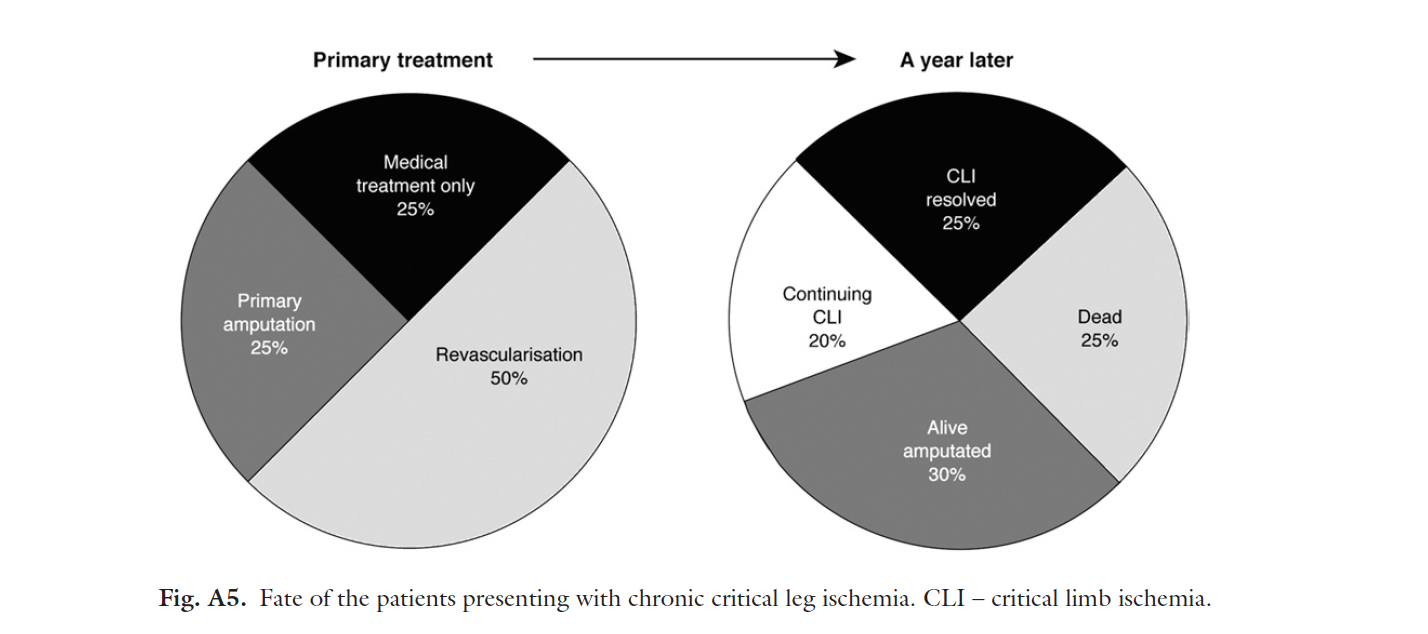 Primary treatment
A year later
Medical
treatment only
25%
Primary
amputation
25%
Revascularisation
50%
CLI
resolved
25%
Continuing
CLI
20%
Dead
25%
Alive
amputated
30%
Fig. A5. Fate of the patients presenting with chronic critical leg ischemia. CLI – critical limb ischemia.